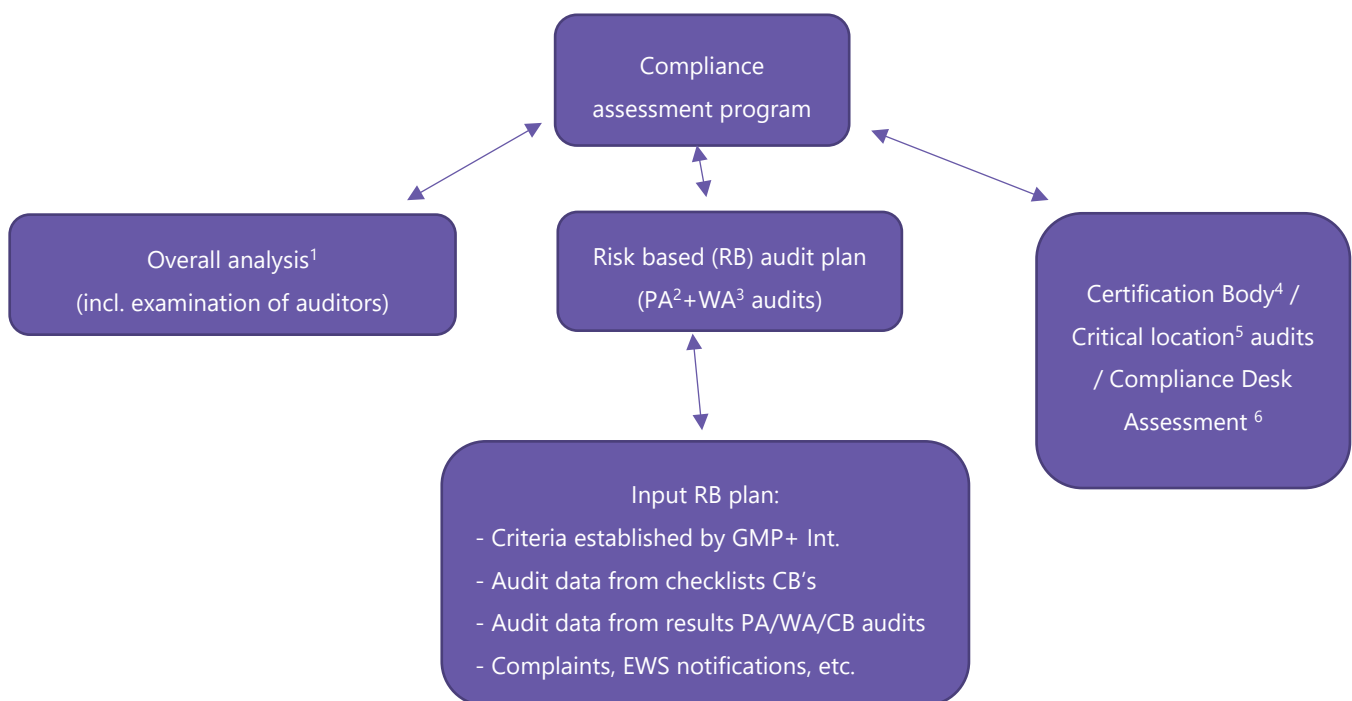 Compliance
assessment program
Overall analysis¹
(incl. examination of auditors)
Risk based (RB) audit plan
(PA²+WA³ audits)
Certification Body⁴ /
Critical location⁵ audits
/ Compliance Desk
Assessment ⁶
Input RB plan:
- Criteria established by GMP+ Int.
- Audit data from checklists CB’s
- Audit data from results PA/WA/CB audits
- Complaints, EWS notifications, etc.